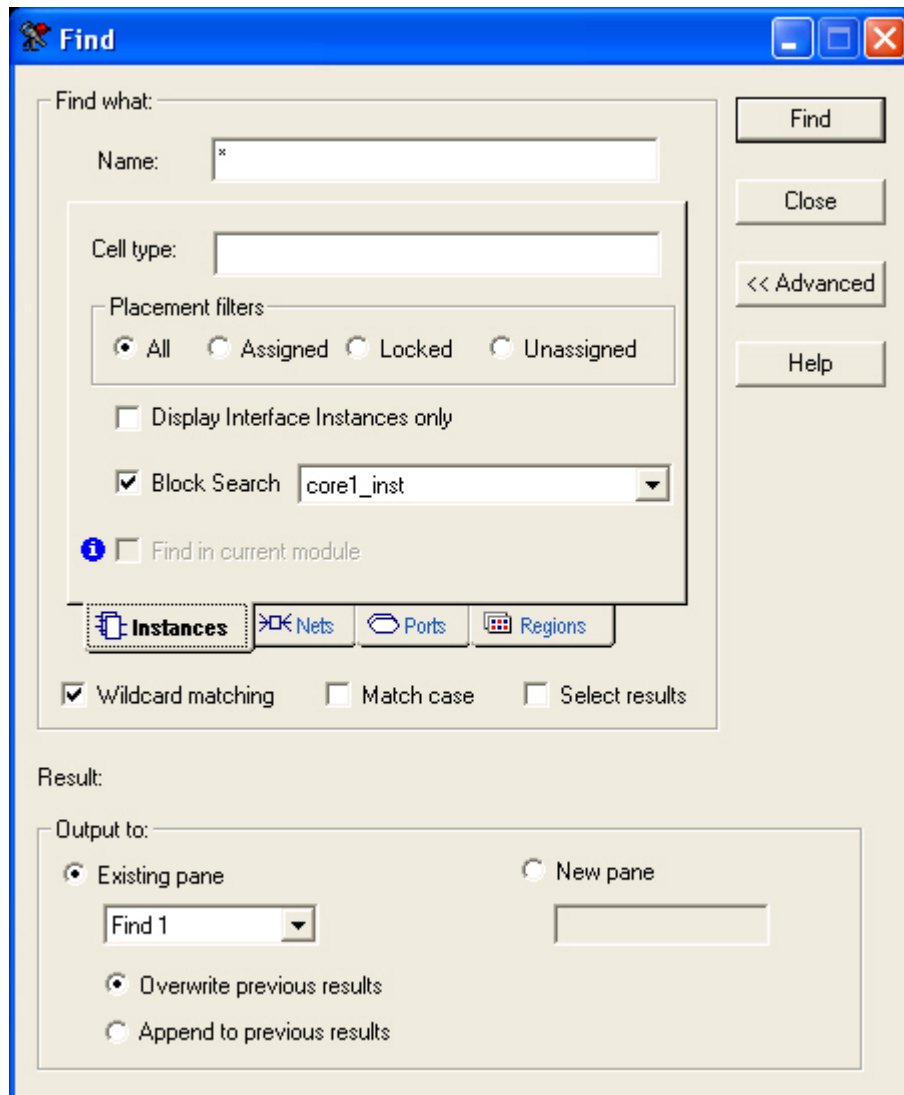 Find
Find what:
Find
Name: *
Close
Cell type:
<< Advanced
Placement filters
All Assigned Locked Unassigned
Help
Display Interface Instances only
Block Search core1_inst
Find in current module
Instances Nets Ports Regions
Wildcard matching Match case Select results
Result:
Output to:
Existing pane New pane
Find 1
Overwrite previous results
Append to previous results